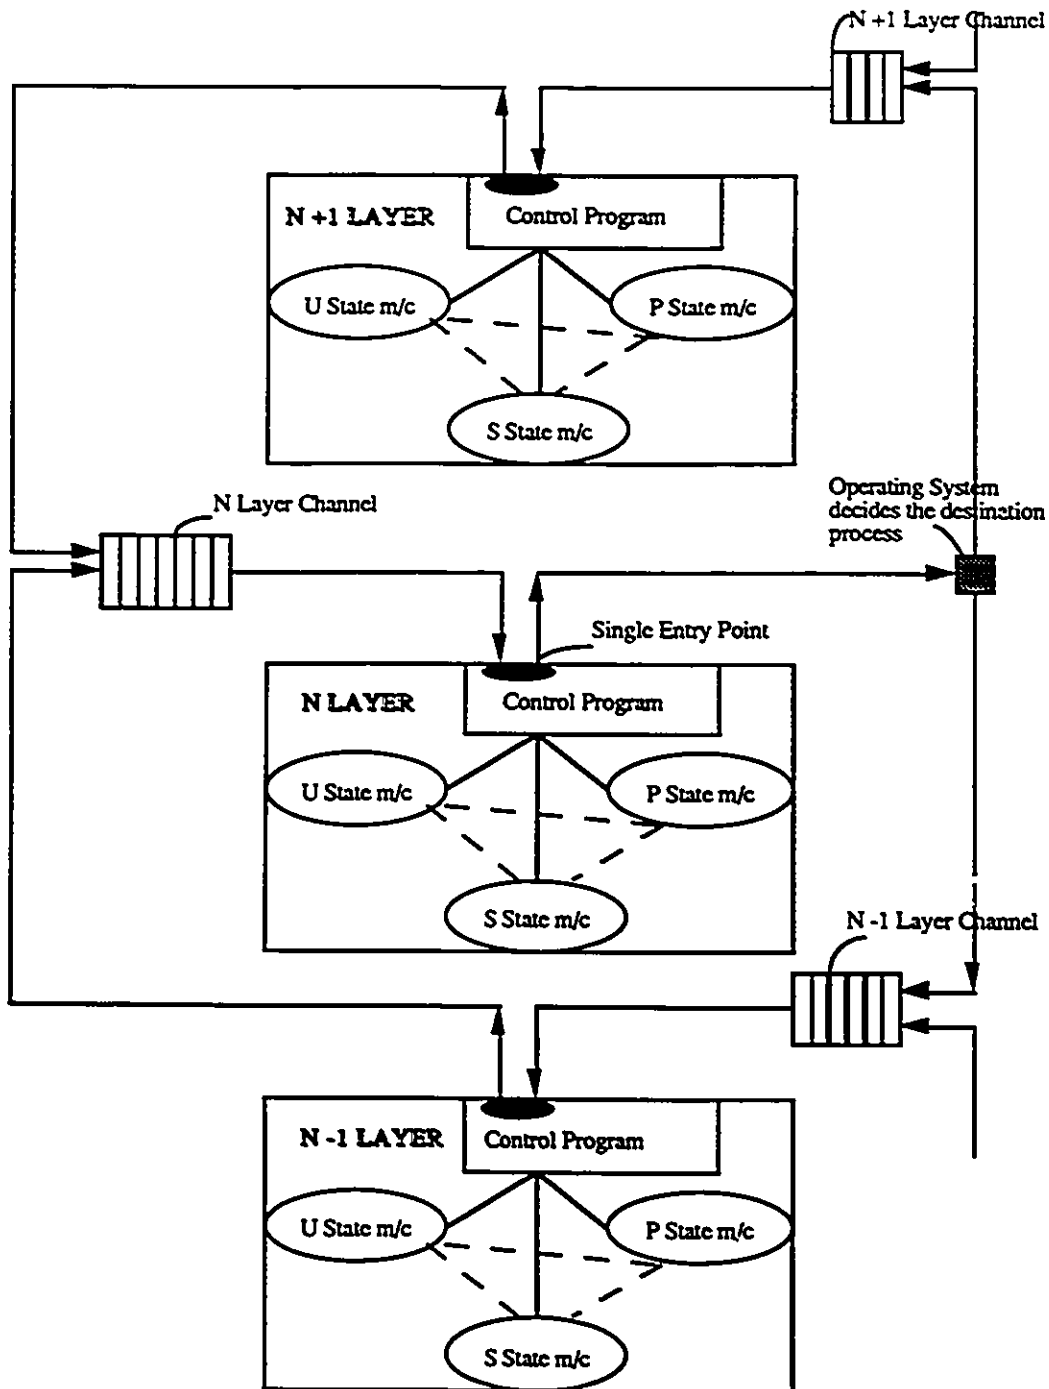 N +1 Layer Channel
N +1 LAYER
Control Program
U State m/c
P State m/c
S State m/c
N Layer Channel
Operating System
decides the destination
process
Single Entry Point
N LAYER
Control Program
U State m/c
P State m/c
S State m/c
N -1 Layer Channel
N -1 LAYER
Control Program
U State m/c
P State m/c
S State m/c